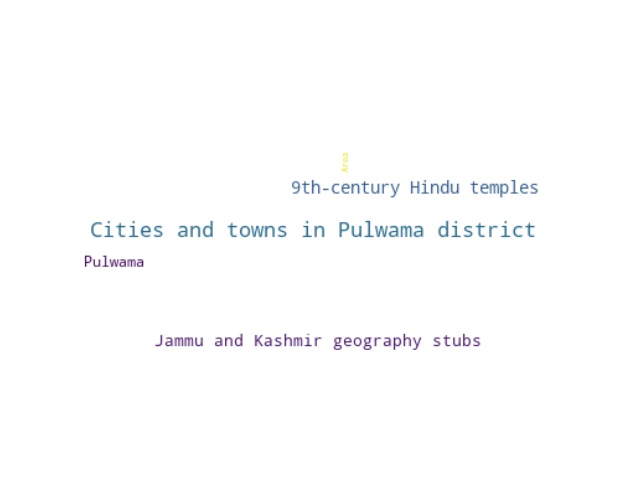 Area
9th-century Hindu temples
Cities and towns in Pulwama district
Pulwama
Jammu and Kashmir geography stubs